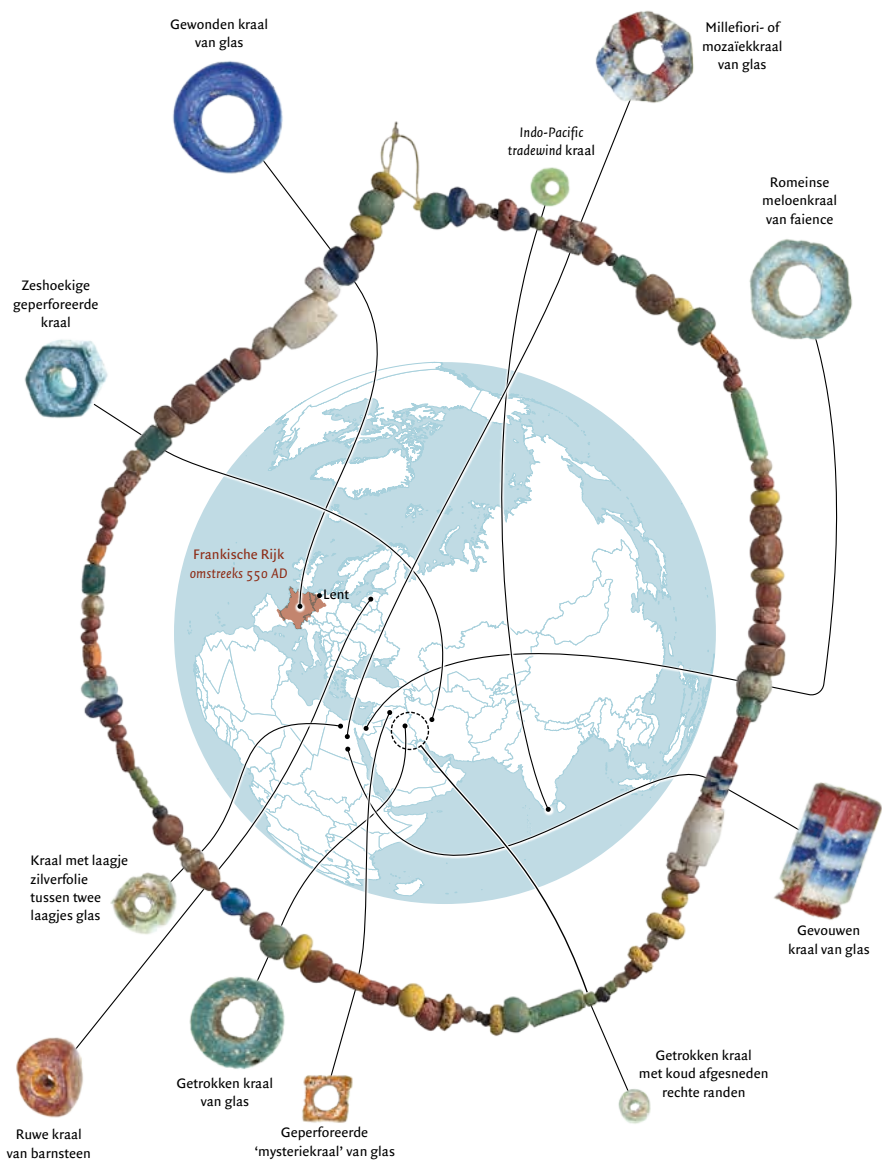 Gewonden kraal
van glas
Millefiori- of
mozaïekkraal
van glas
Indo-Pacific
tradewind kraal
Romeinse
meloenkraal
van faience
Zeshoekige
geperforeerde
kraal
Frankische Rijk
omstreeks 550 AD
Lent
Kraal met laagje
zilverfolie
tussen twee
laagjes glas
Gevouwen
kraal van glas
Getrokken kraal
van glas
Getrokken kraal
met koud afgesneden
rechte randen
Ruwe kraal
van barnsteen
Geperforeerde
‘mysteriekraal’ van glas